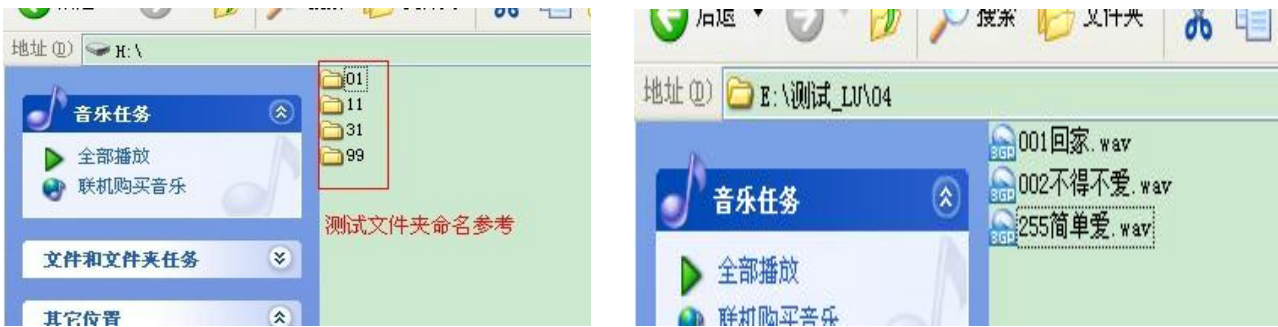 地址(D) H:\
音乐任务
全部播放
联机购买音乐
文件和文件夹任务
其它位置
01
11
31
99
测试文件夹命名参考
后退 搜索 文件夹
地址(D) E:\测试_LU\04
音乐任务
全部播放
联机购买音乐
001回家.wav
002不得不爱.wav
255简单爱.wav